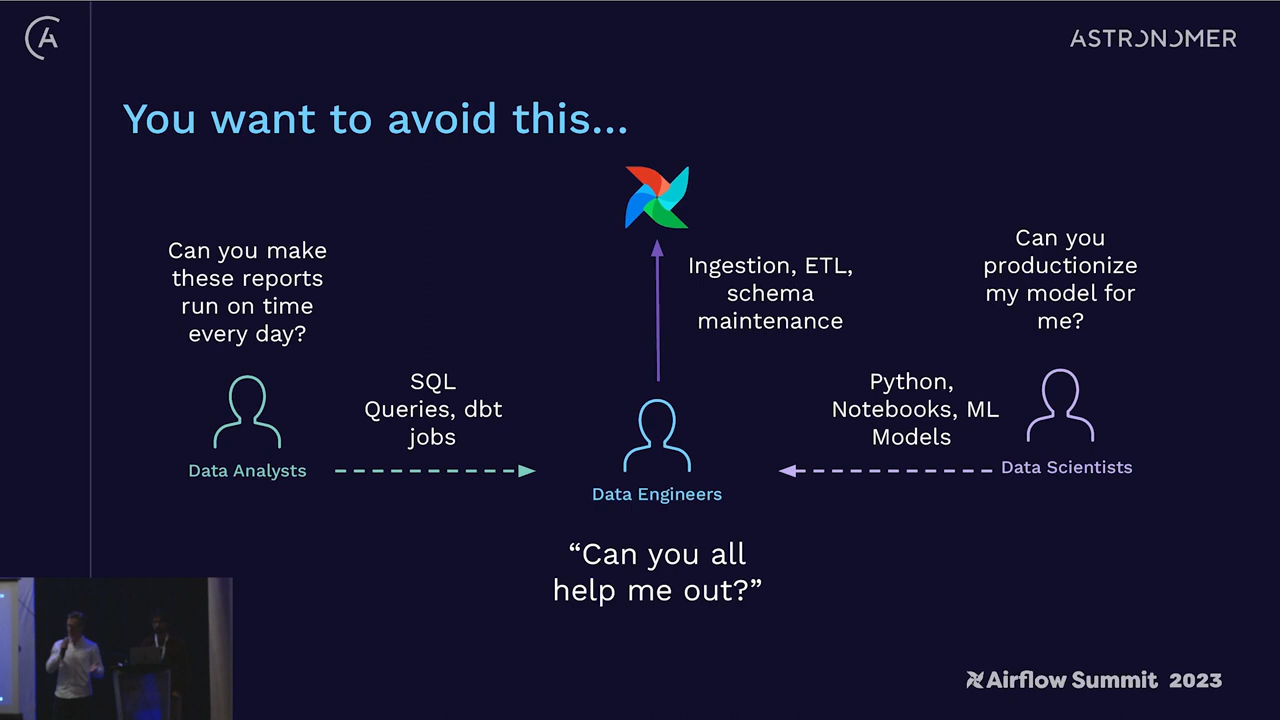 ASTRONOMER
You want to avoid this...
Can you make
these reports
run on time
every day?
Ingestion, ETL,
schema
maintenance
Can you
productionize
my model for
me?
SQL
Queries, dbt
jobs
Python,
Notebooks, ML
Models
Data Analysts
Data Engineers
Data Scientists
“Can you all
help me out?”
Airflow Summit 2023